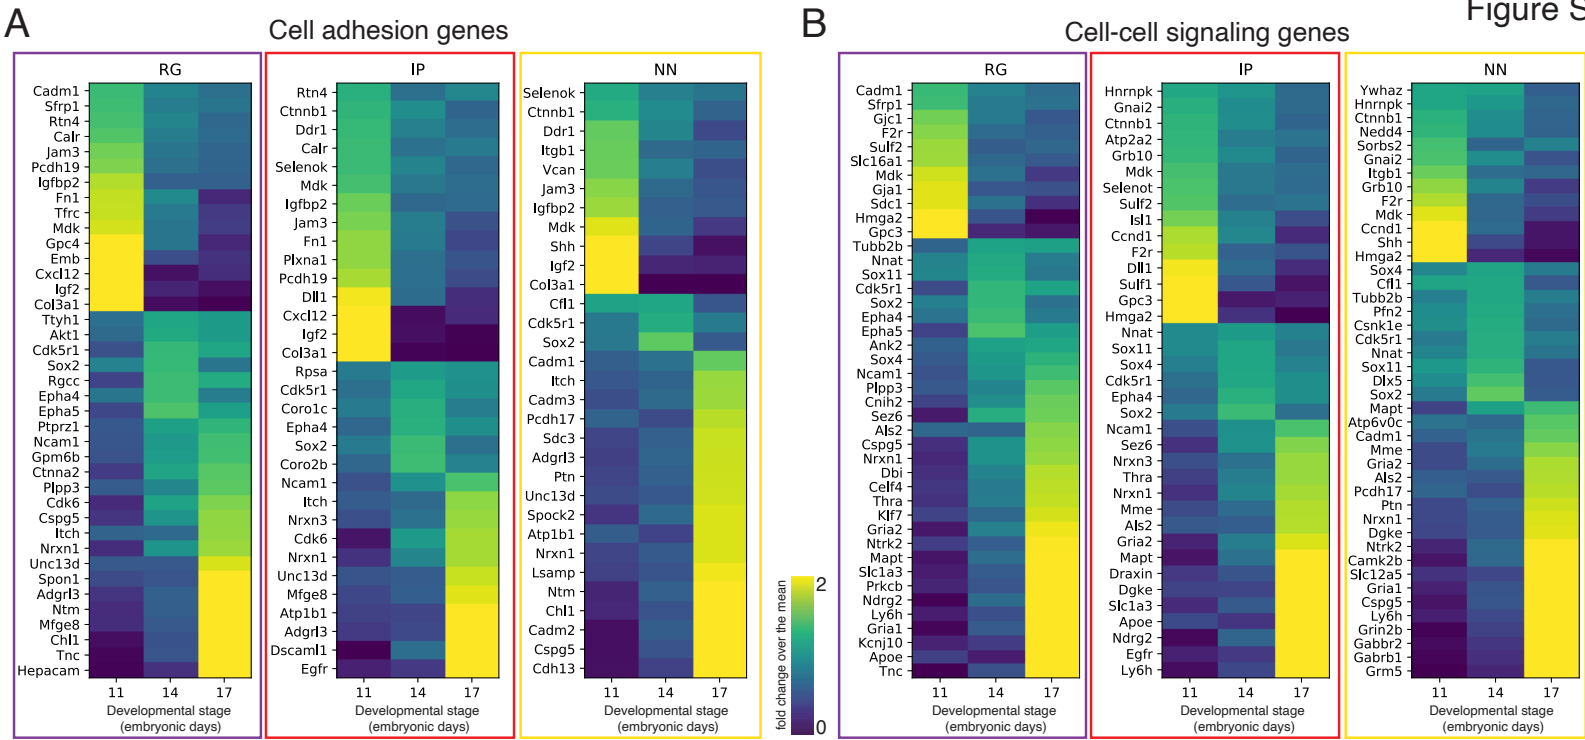 Figure S
A
Cell adhesion genes
RG
Cadm1
Sfrp1
Rtn4
Calr
Jam3
Pcdh19
Igfbp2
Fn1
Tfrc
Mdk
Gpc4
Emb
Cxcl12
Igf2
Col3a1
Ttyh1
Akt1
Cdk5r1
Sox2
Rgcc
Epha4
Epha5
Ptprz1
Ncam1
Gpm6b
Ctnna2
Plpp3
Cdk6
Cspg5
Itch
Nrxn1
Unc13d
Spon1
Adgrl3
Ntm
Mfge8
Chl1
Tnc
Hepacam
11 14 17
Developmental stage
(embryonic days)
IP
Rtn4
Ctnnb1
Ddr1
Calr
Selenok
Mdk
Igfbp2
Jam3
Fn1
Plxna1
Pcdh19
Dll1
Cxcl12
Igf2
Col3a1
Rpsa
Cdk5r1
Coro1c
Epha4
Sox2
Coro2b
Ncam1
Itch
Nrxn3
Cdk6
Nrxn1
Unc13d
Mfge8
Atp1b1
Adgrl3
Dscaml1
Egfr
11 14 17
Developmental stage
(embryonic days)
NN
Selenok
Ctnnb1
Ddr1
Itgb1
Vcan
Jam3
Igfbp2
Mdk
Shh
Igf2
Col3a1
Cfl1
Cdk5r1
Sox2
Cadm1
Itch
Cadm3
Pcdh17
Sdc3
Adgrl3
Ptn
Unc13d
Spock2
Atp1b1
Nrxn1
Lsamp
Ntm
Chl1
Cadm2
Cspg5
Cdh13
11 14 17
Developmental stage
(embryonic days)
fold change over the mean
2
0
B
Cell-cell signaling genes
RG
Cadm1
Sfrp1
Gjc1
F2r
Sulf2
Slc16a1
Mdk
Gja1
Sdc1
Hmga2
Gpc3
Tubb2b
Nnat
Sox11
Cdk5r1
Sox2
Epha4
Epha5
Ank2
Sox4
Ncam1
Plpp3
Cnih2
Sez6
Als2
Cspg5
Nrxn1
Dbi
Celf4
Thra
Klf7
Gria2
Ntrk2
Mapt
Slc1a3
Prkcb
Ndrg2
Ly6h
Gria1
Kcnj10
Apoe
Tnc
11 14 17
Developmental stage
(embryonic days)
IP
Hnrnpk
Gnai2
Ctnnb1
Atp2a2
Grb10
Mdk
Selenot
Sulf2
Isl1
Ccnd1
F2r
Dll1
Sulf1
Gpc3
Hmga2
Nnat
Sox11
Sox4
Cdk5r1
Epha4
Sox2
Ncam1
Sez6
Nrxn3
Thra
Nrxn1
Mme
Als2
Gria2
Mapt
Draxin
Dgke
Slc1a3
Apoe
Ndrg2
Egfr
Ly6h
11 14 17
Developmental stage
(embryonic days)
NN
Ywhaz
Hnrnpk
Ctnnb1
Nedd4
Sorbs2
Gnai2
Itgb1
Grb10
F2r
Mdk
Ccnd1
Shh
Hmga2
Sox4
Cfl1
Tubb2b
Pfn2
Csnk1e
Cdk5r1
Nnat
Sox11
Dlx5
Sox2
Mapt
Atp6v0c
Cadm1
Mme
Gria2
Als2
Pcdh17
Ptn
Nrxn1
Dgke
Ntrk2
Camk2b
Slc12a5
Gria1
Cspg5
Ly6h
Grin2b
Gabbr2
Gabrb1
Grm5
11 14 17
Developmental stage
(embryonic days)